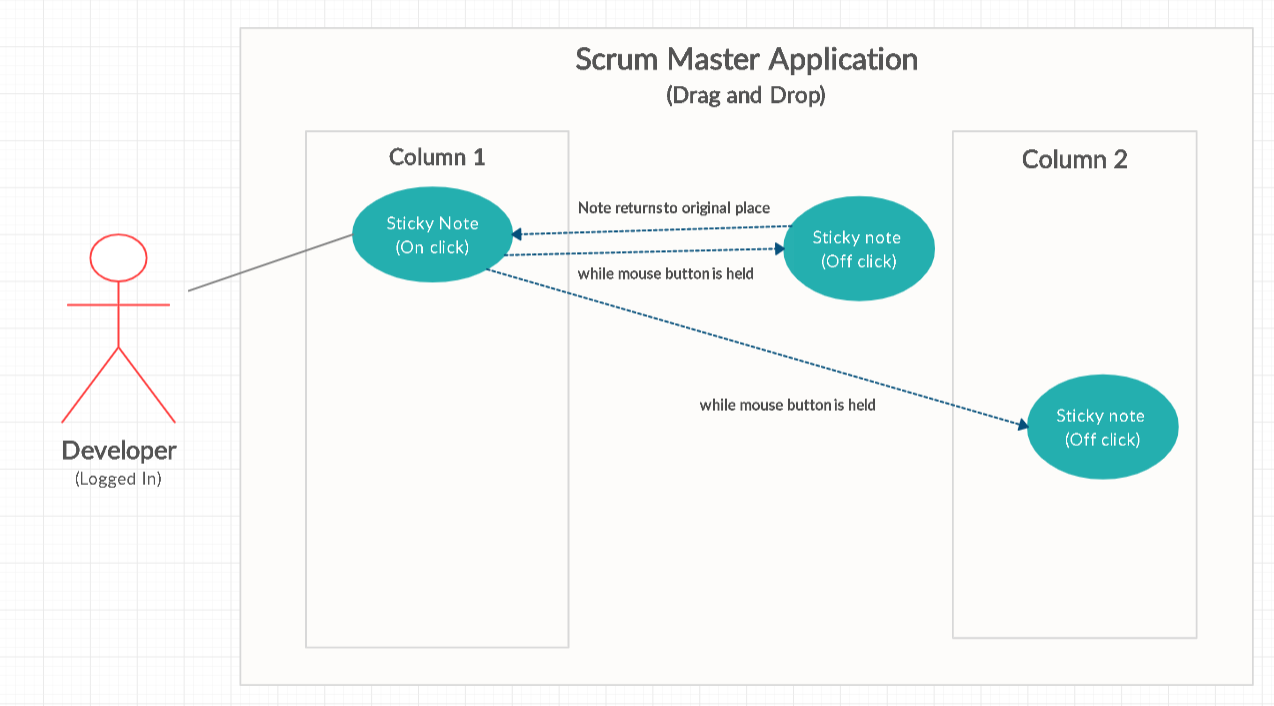 Scrum Master Application
(Drag and Drop)
Column 1
Column 2
Sticky Note
(On click)
Note returns to original place
while mouse button is held
Sticky note
(Off click)
while mouse button is held
Sticky note
(Off click)
Developer
(Logged In)